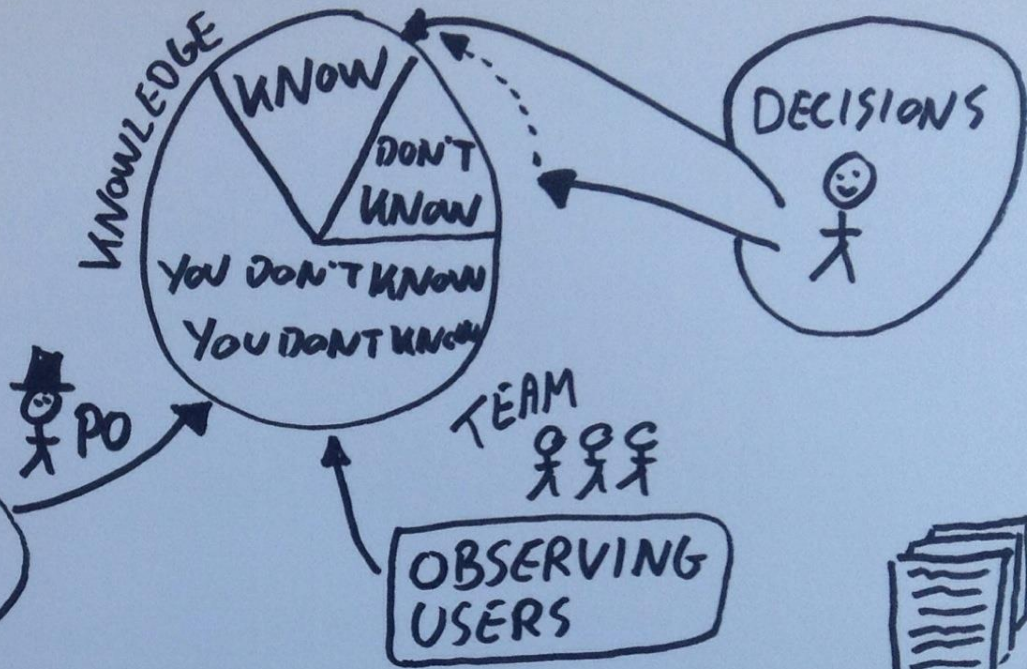 KNOWLEDGE
KNOW
DON'T
KNOW
YOU DON'T KNOW
YOU DONT KNOW
DECISIONS
PO
TEAM
OBSERVING
USERS